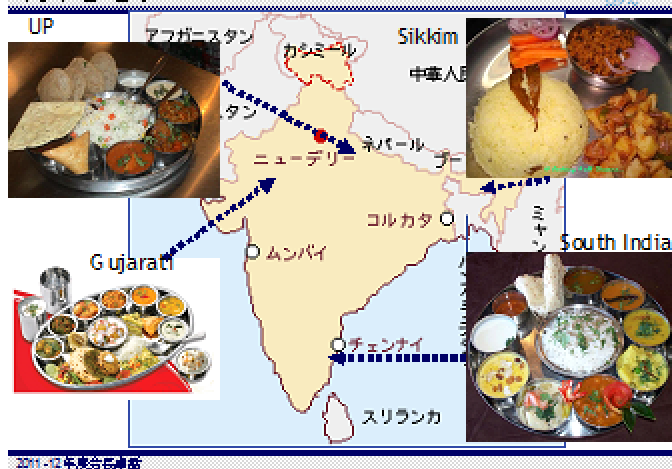 UP
アフガニスタン
カシミール
Sikkim
中華人民
タン
ネパール
ニューデリー
ブー
コルカタ
ミャン
South India
Gujarati
ムンバイ
チェンナイ
スリランカ